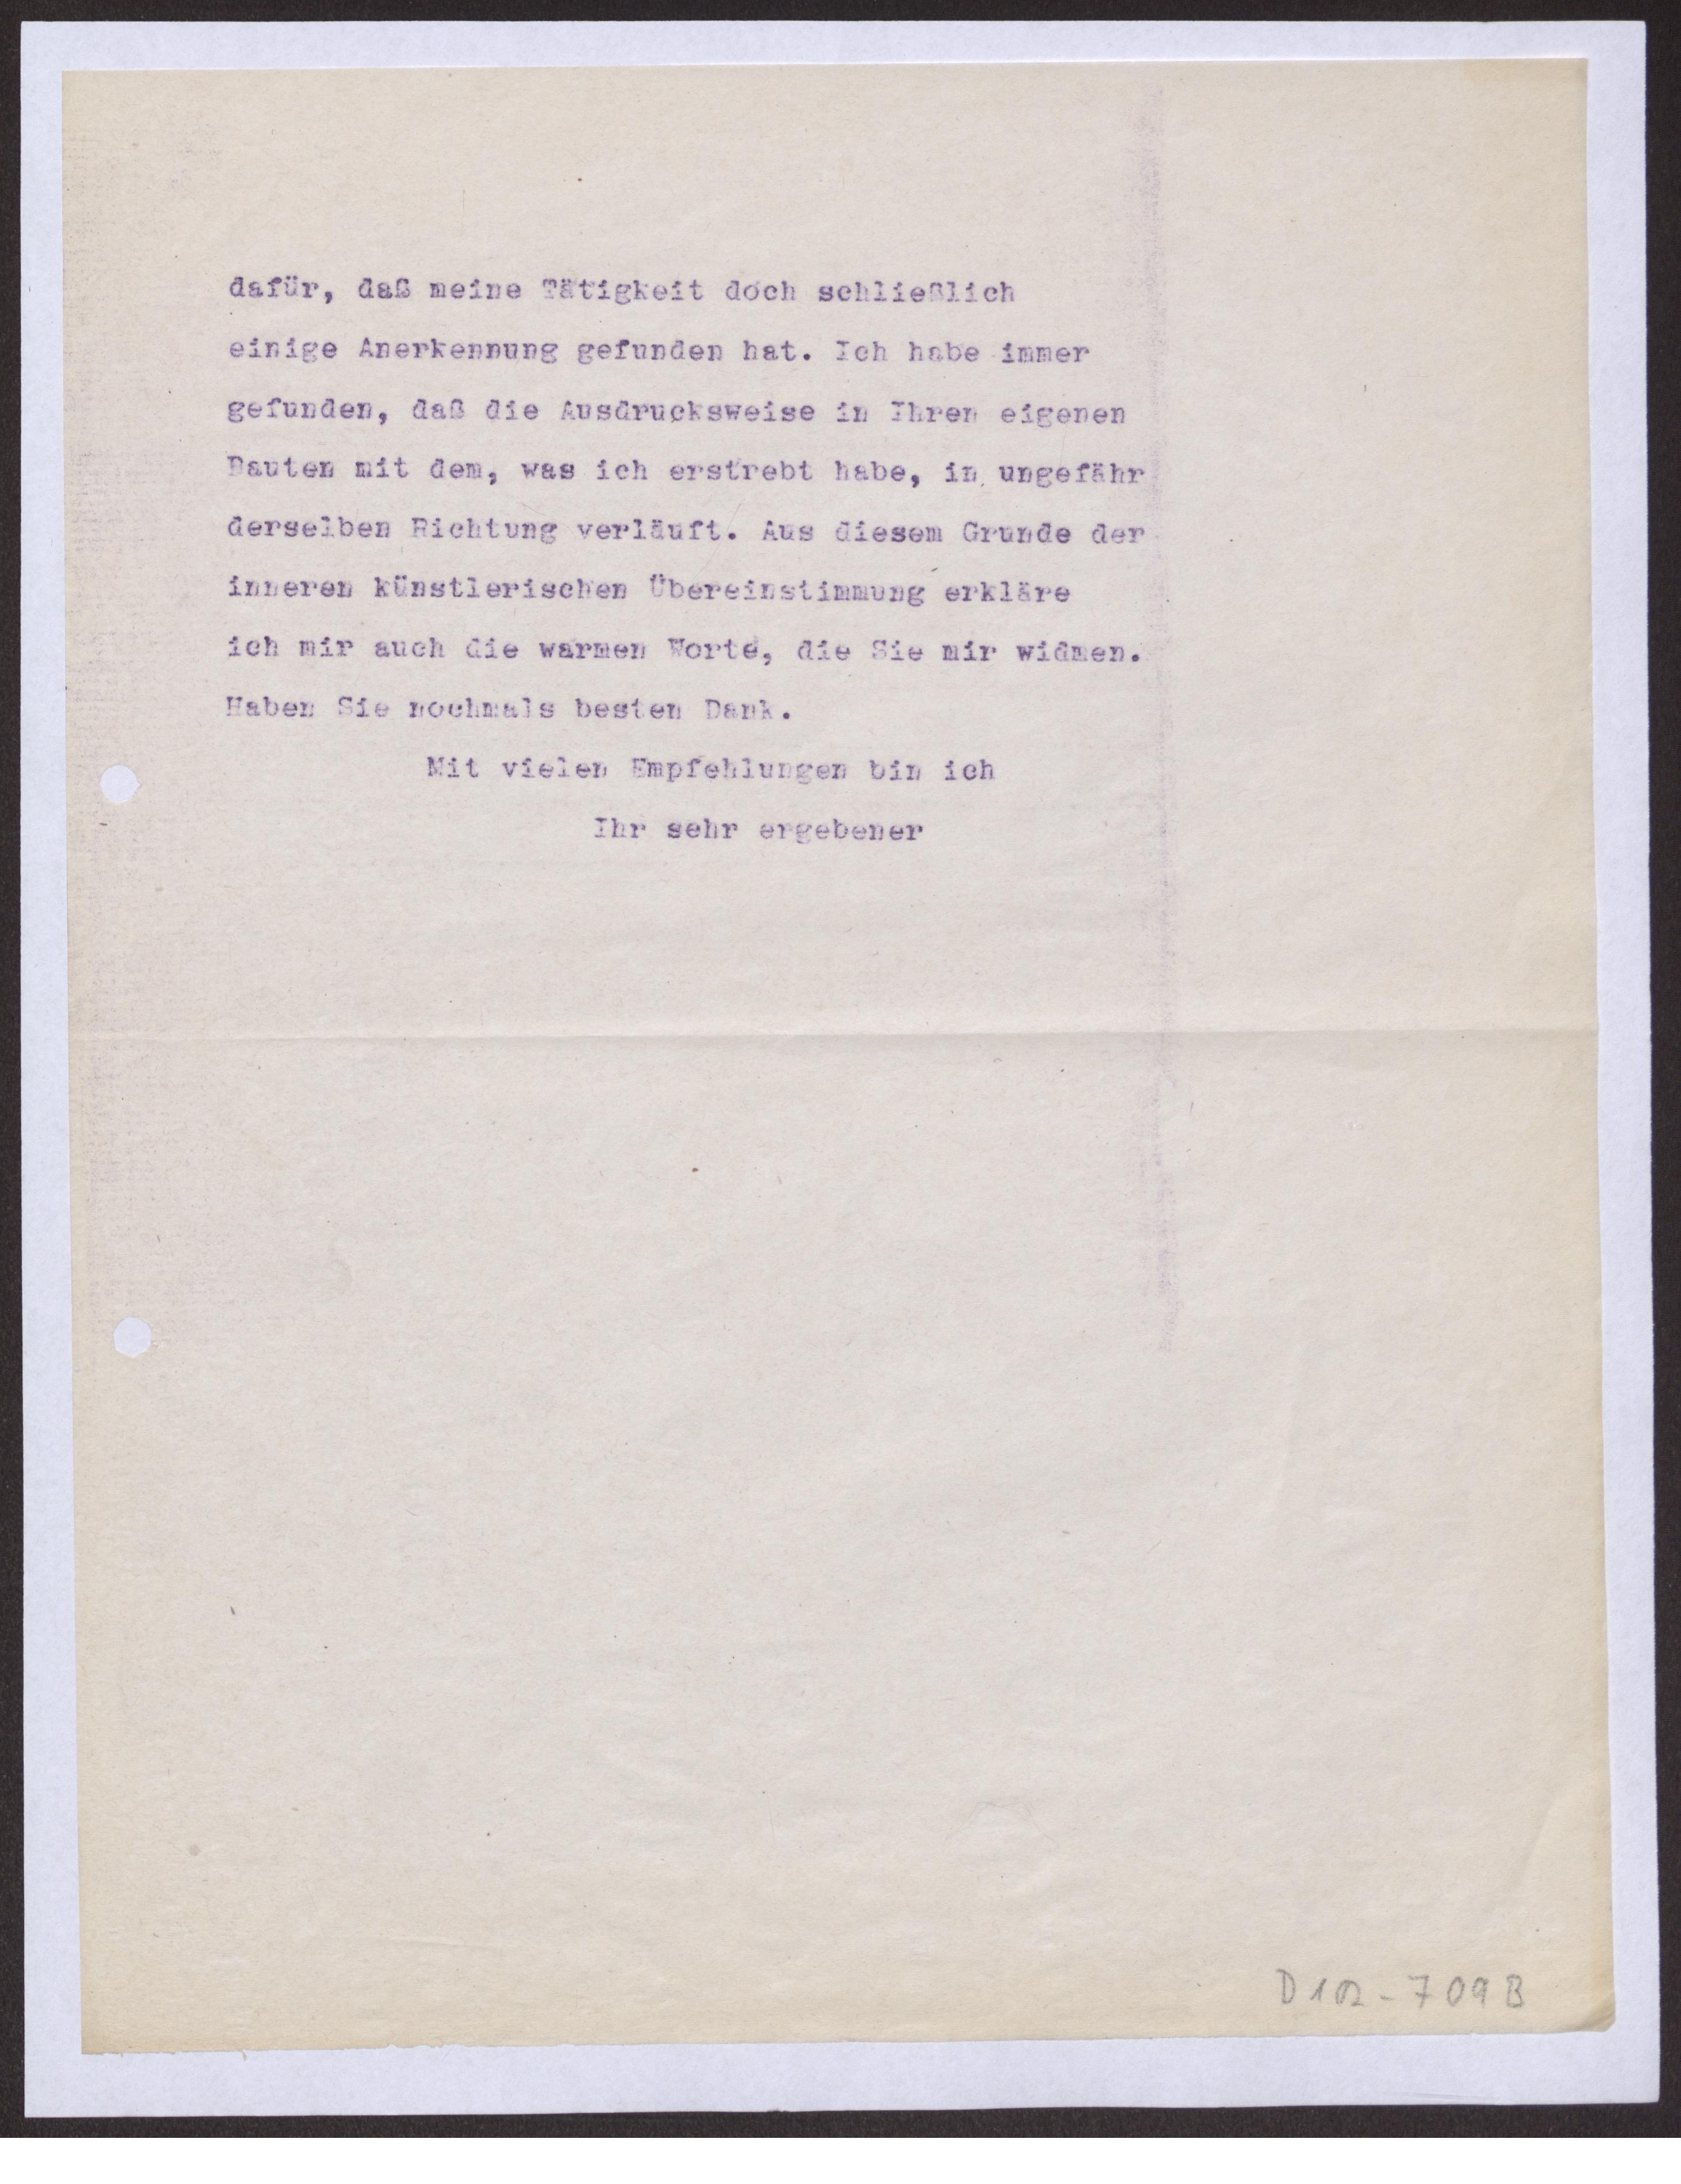 dafür, daß meine Tätigkeit doch schließlich
einige Anerkennung gefunden hat. Ich habe immer
gefunden, daß die Ausdrucksweise in Ihren eigenen
Bauten mit dem, was ich erstrebt habe, in ungefähr
derselben Richtung verläuft. Aus diesem Grunde der
inneren künstlerischen Übereinstimmung erkläre
ich mir auch die warmen Worte, die Sie mir widmen.
Haben Sie nochmals besten Dank.
Mit vielen Empfehlungen bin ich
Ihr sehr ergebener
D 102 - 709 B